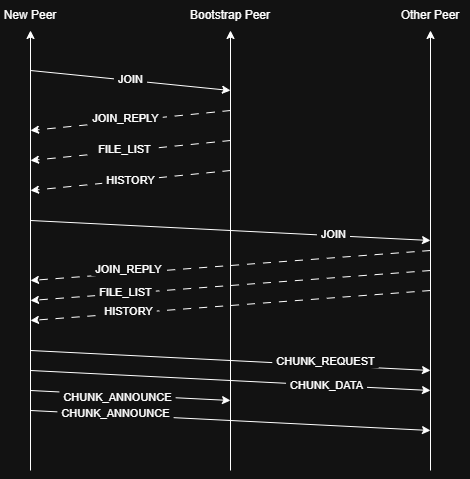 New Peer
Bootstrap Peer
Other Peer
JOIN
JOIN_REPLY
FILE_LIST
HISTORY
JOIN
JOIN_REPLY
FILE_LIST
HISTORY
CHUNK_REQUEST
CHUNK_DATA
CHUNK_ANNOUNCE
CHUNK_ANNOUNCE